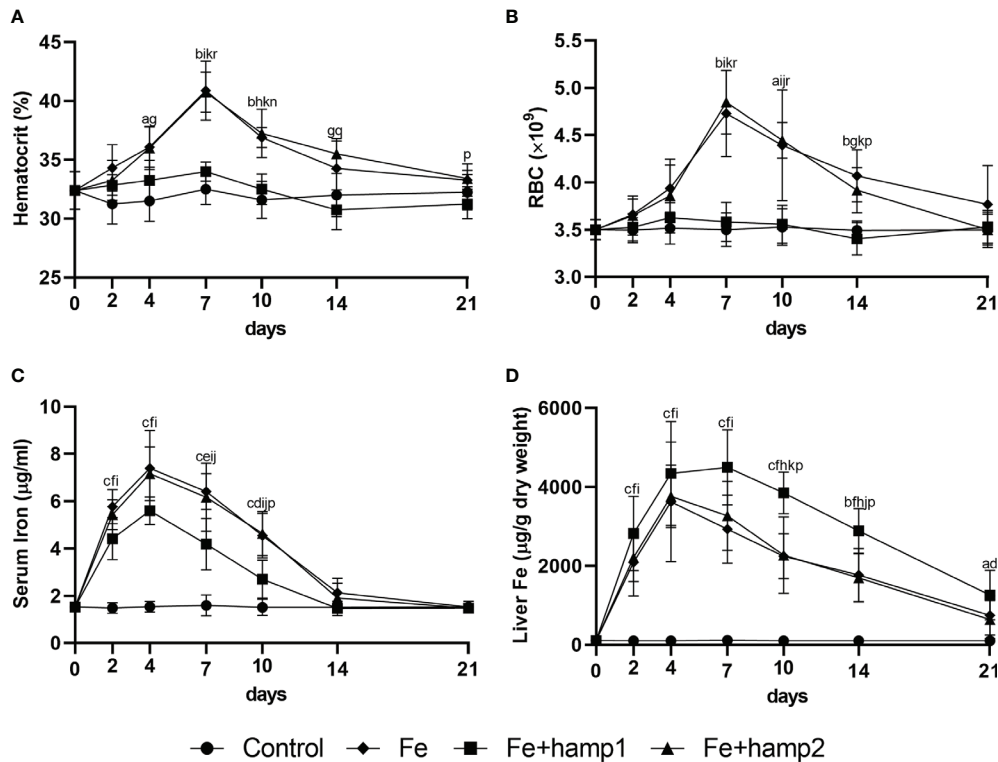 A
Hematocrit (%)
45
40
35
30
25
ag
bikr
bhkn
gg
p
0 2 4 7 10 14 21
days
B
RBC (×10⁹)
5.5
5.0
4.5
4.0
3.5
3.0
bikr
aijr
bgkp
0 2 4 7 10 14 21
days
C
Serum Iron (µg/ml)
10
8
6
4
2
0
cfi
cfi
ceij
cdijp
0 2 4 7 10 14 21
days
D
Liver Fe (µg/g dry weight)
6000
4000
2000
0
cfi
cfi
cfi
cfhkp
bfhjp
ad
0 2 4 7 10 14 21
days
Control Fe Fe+hamp1 Fe+hamp2